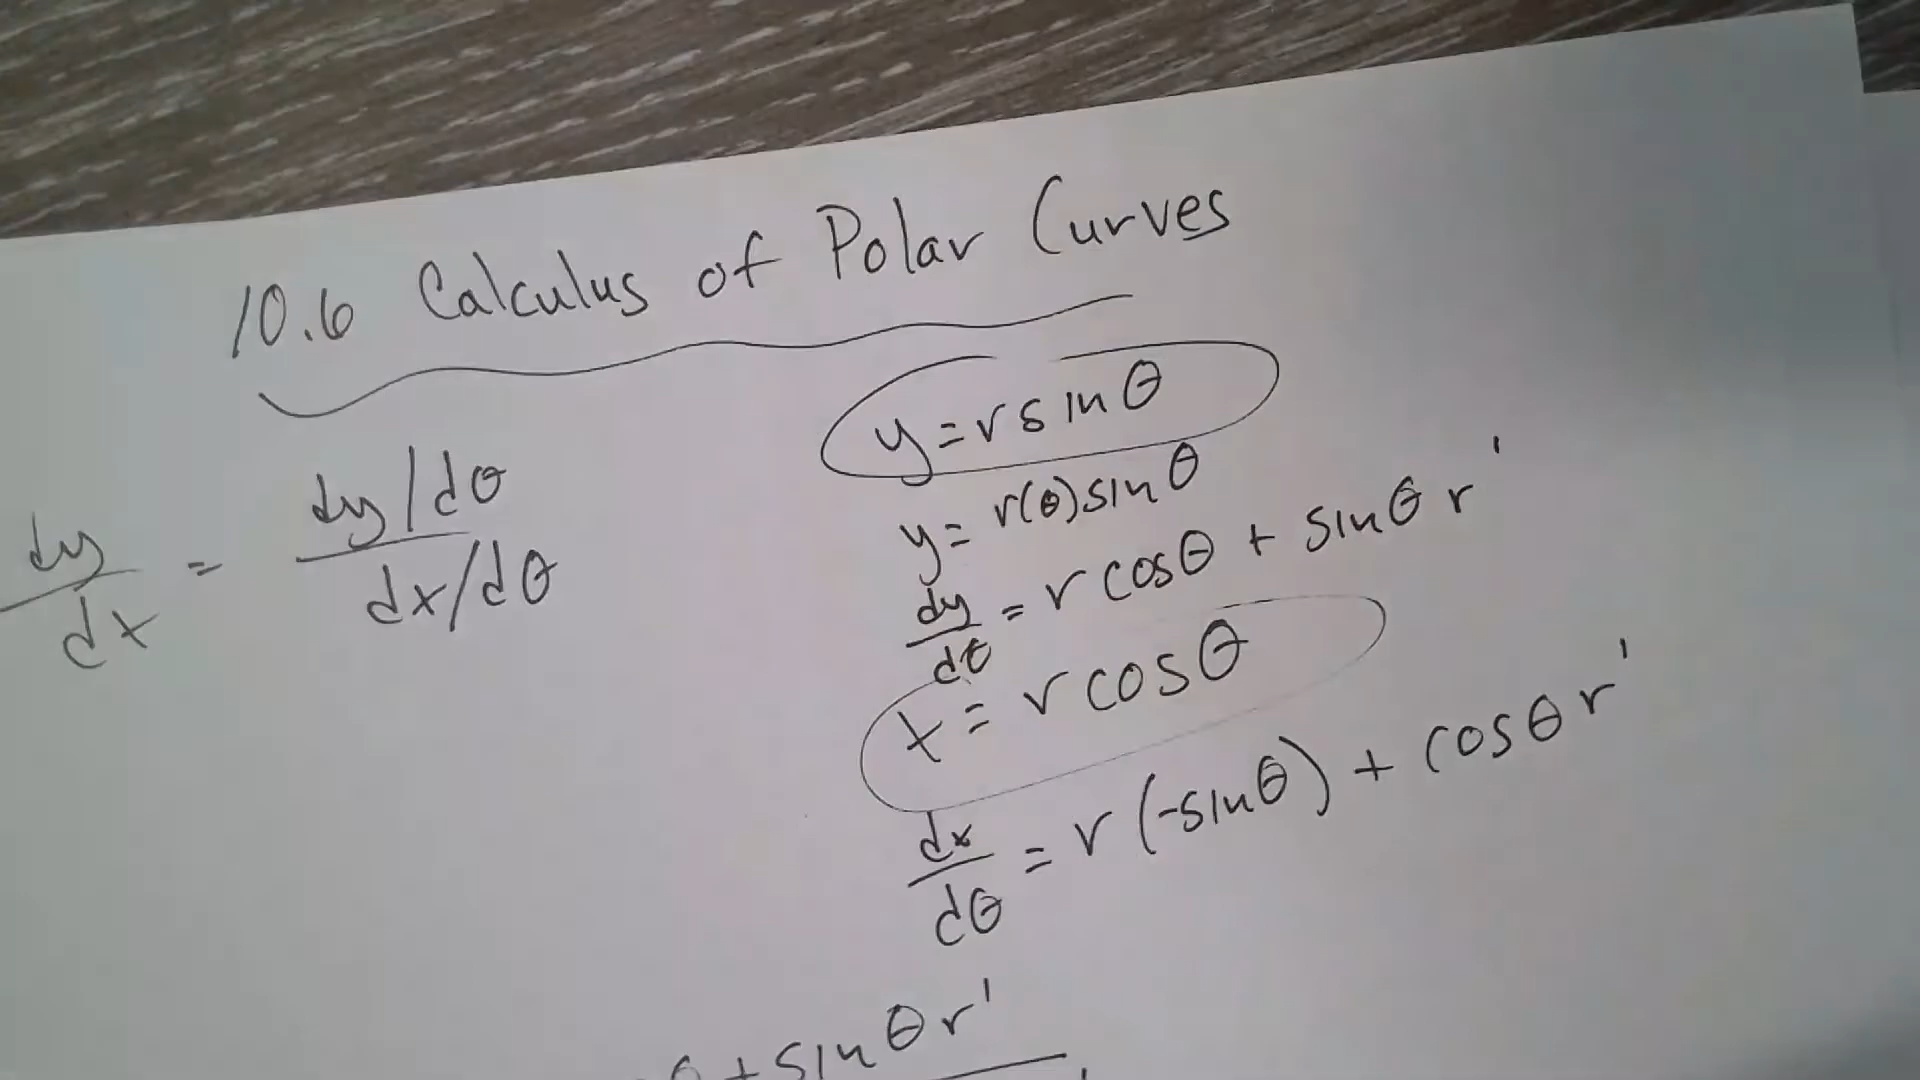 10.6 Calculus of Polar Curves
dy/dx = (dy/dθ)/(dx/dθ)
y = r sin θ
y = r(θ) sin θ
dy/dθ = r cos θ + sin θ r'
x = r cos θ
dx/dθ = r (-sin θ) + cos θ r'
+ sin θ r'